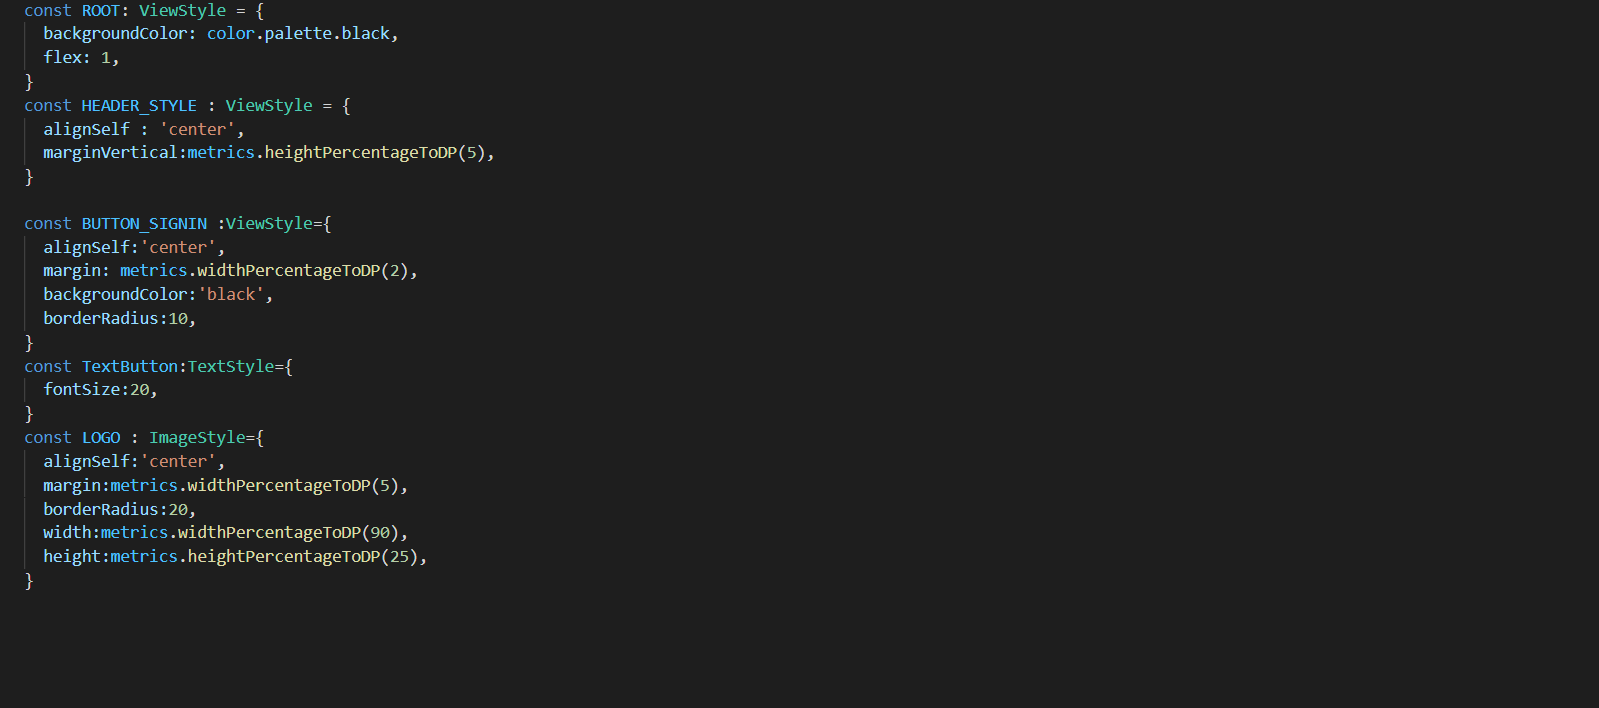 const ROOT: ViewStyle = {
  backgroundColor: color.palette.black,
  flex: 1,
}
const HEADER_STYLE : ViewStyle = {
  alignSelf : 'center',
  marginVertical:metrics.heightPercentageToDP(5),
}

const BUTTON_SIGNIN :ViewStyle={
  alignSelf:'center',
  margin: metrics.widthPercentageToDP(2),
  backgroundColor:'black',
  borderRadius:10,
}
const TextButton:TextStyle={
  fontSize:20,
}
const LOGO : ImageStyle={
  alignSelf:'center',
  margin:metrics.widthPercentageToDP(5),
  borderRadius:20,
  width:metrics.widthPercentageToDP(90),
  height:metrics.heightPercentageToDP(25),
}